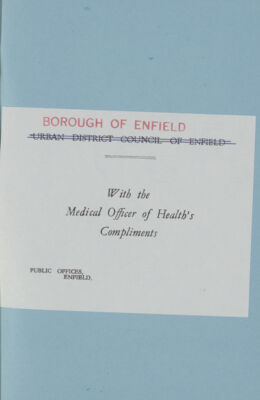 BOROUGH OF ENFIELD
URBAN DISTRICT COUNCIL OF ENFIELD
With the
Medical Officer of Health's
Compliments
PUBLIC OFFICES,
ENFIELD.